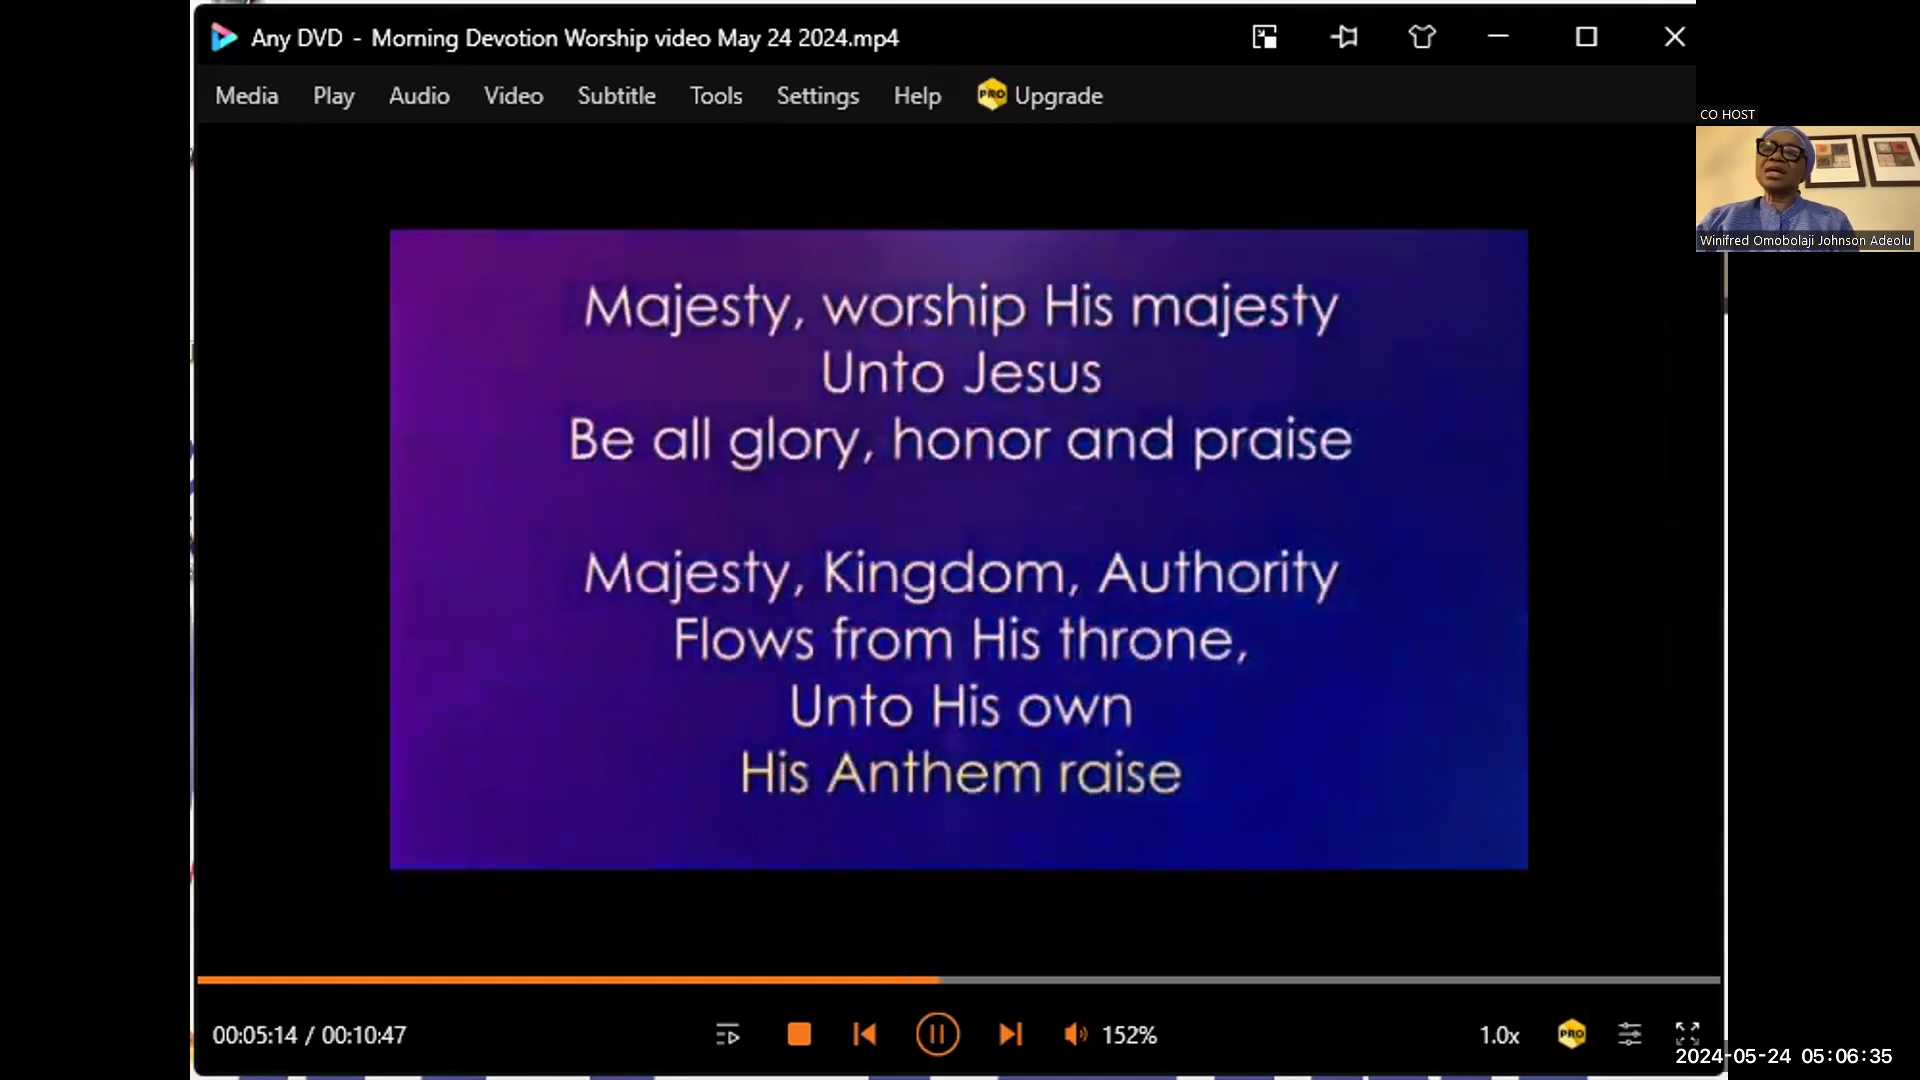 Any DVD - Morning Devotion Worship video May 24 2024.mp4
Media Play Audio Video Subtitle Tools Settings Help PRO Upgrade
CO HOST
Winifred Omobolaji Johnson Adeolu
Majesty, worship His majesty
Unto Jesus
Be all glory, honor and praise
Majesty, Kingdom, Authority
Flows from His throne,
Unto His own
His Anthem raise
00:05:14 / 00:10:47 152% 1.0x PRO
2024-05-24 05:06:35